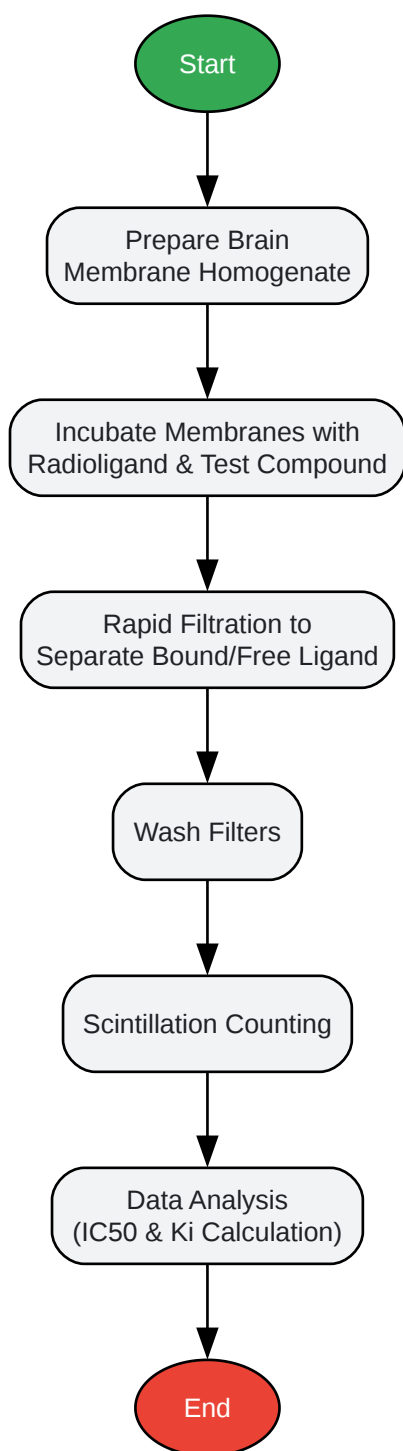 Start
Prepare Brain
Membrane Homogenate
Incubate Membranes with
Radioligand & Test Compound
Rapid Filtration to
Separate Bound/Free Ligand
Wash Filters
Scintillation Counting
Data Analysis
(IC50 & Ki Calculation)
End